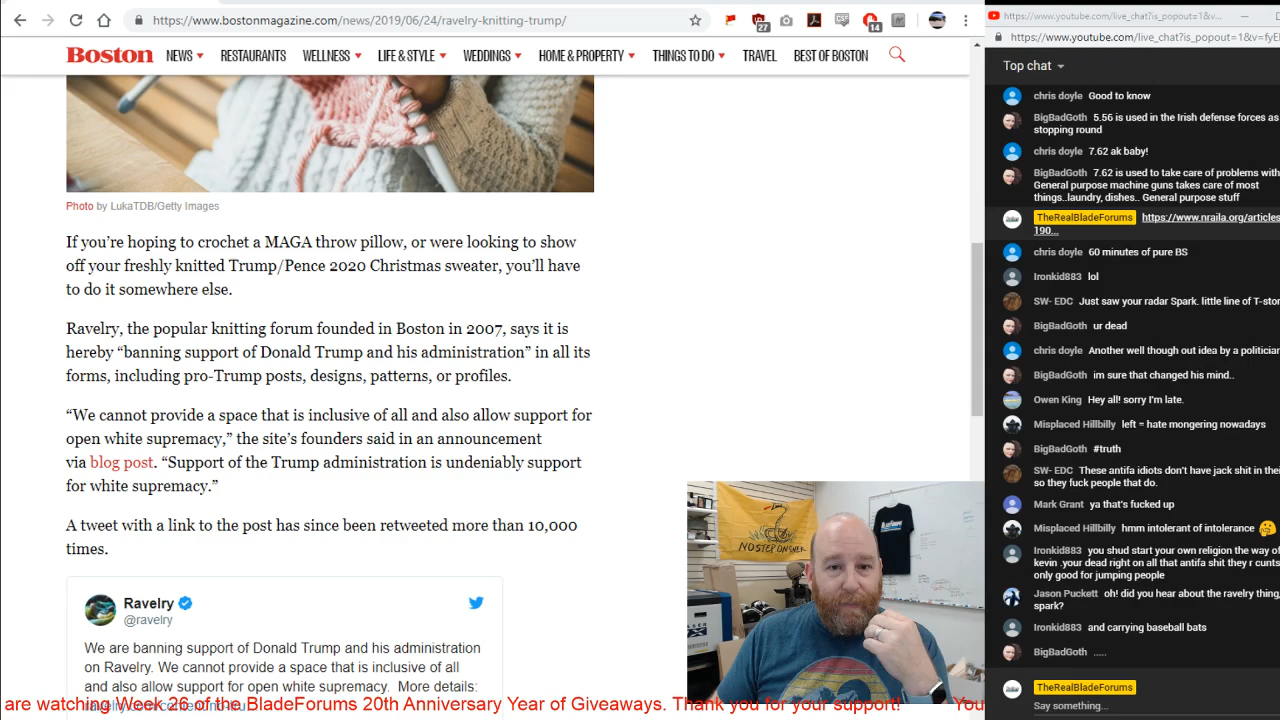 https://www.bostonmagazine.com/news/2019/06/24/ravelry-knitting-trump/
27
14
Boston
NEWS
RESTAURANTS
WELLNESS
LIFE & STYLE
WEDDINGS
HOME & PROPERTY
THINGS TO DO
TRAVEL
BEST OF BOSTON
Photo by LukaTDB/Getty Images
If you’re hoping to crochet a MAGA throw pillow, or were looking to show
off your freshly knitted Trump/Pence 2020 Christmas sweater, you’ll have
to do it somewhere else.
Ravelry, the popular knitting forum founded in Boston in 2007, says it is
hereby “banning support of Donald Trump and his administration” in all its
forms, including pro-Trump posts, designs, patterns, or profiles.
“We cannot provide a space that is inclusive of all and also allow support for
open white supremacy,” the site’s founders said in an announcement
via blog post. “Support of the Trump administration is undeniably support
for white supremacy.”
A tweet with a link to the post has since been retweeted more than 10,000
times.
Ravelry
@ravelry
We are banning support of Donald Trump and his administration
on Ravelry. We cannot provide a space that is inclusive of all
and also allow support for open white supremacy. More details:
NO STEP ON SNEK
are watching Week 26 of the BladeForums 20th Anniversary Year of Giveaways. Thank you for your support!
You
https://www.youtube.com/live_chat?is_popout=1&v...
https://www.youtube.com/live_chat?is_popout=1&v=fyE
Top chat
chris doyle Good to know
BigBadGoth 5.56 is used in the Irish defense forces as
stopping round
chris doyle 7.62 ak baby!
BigBadGoth 7.62 is used to take care of problems with
General purpose machine guns takes care of most
things..laundry, dishes.. General purpose stuff
TheRealBladeForums https://www.nraila.org/articles
190...
chris doyle 60 minutes of pure BS
Ironkid883 lol
SW- EDC Just saw your radar Spark. little line of T-stor
BigBadGoth ur dead
chris doyle Another well though out idea by a politician
BigBadGoth im sure that changed his mind..
Owen King Hey all! sorry I'm late.
Misplaced Hillbilly left = hate mongering nowadays
BigBadGoth #truth
SW- EDC These antifa idiots don't have jack shit in thei
so they fuck people that do.
Mark Grant ya that's fucked up
Misplaced Hillbilly hmm intolerant of intolerance 🤔
Ironkid883 you shud start your own religion the way of
kevin .your dead right on all that antifa shit they r cunts
only good for jumping people
Jason Puckett oh! did you hear about the ravelry thing,
spark?
Ironkid883 and carrying baseball bats
BigBadGoth .....
TheRealBladeForums
Say something...